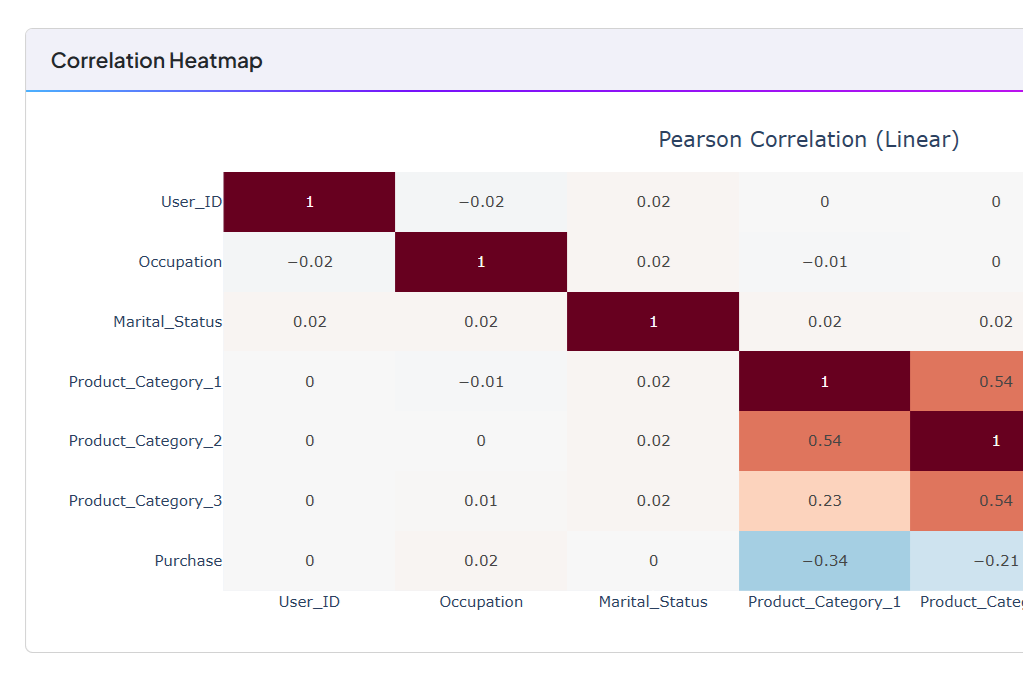 Correlation Heatmap
Pearson Correlation (Linear)
User_ID 1 −0.02 0.02 0 0
Occupation −0.02 1 0.02 −0.01 0
Marital_Status 0.02 0.02 1 0.02 0.02
Product_Category_1 0 −0.01 0.02 1 0.54
Product_Category_2 0 0 0.02 0.54 1
Product_Category_3 0 0.01 0.02 0.23 0.54
Purchase 0 0.02 0 −0.34 −0.21
User_ID Occupation Marital_Status Product_Category_1 Product_Cate